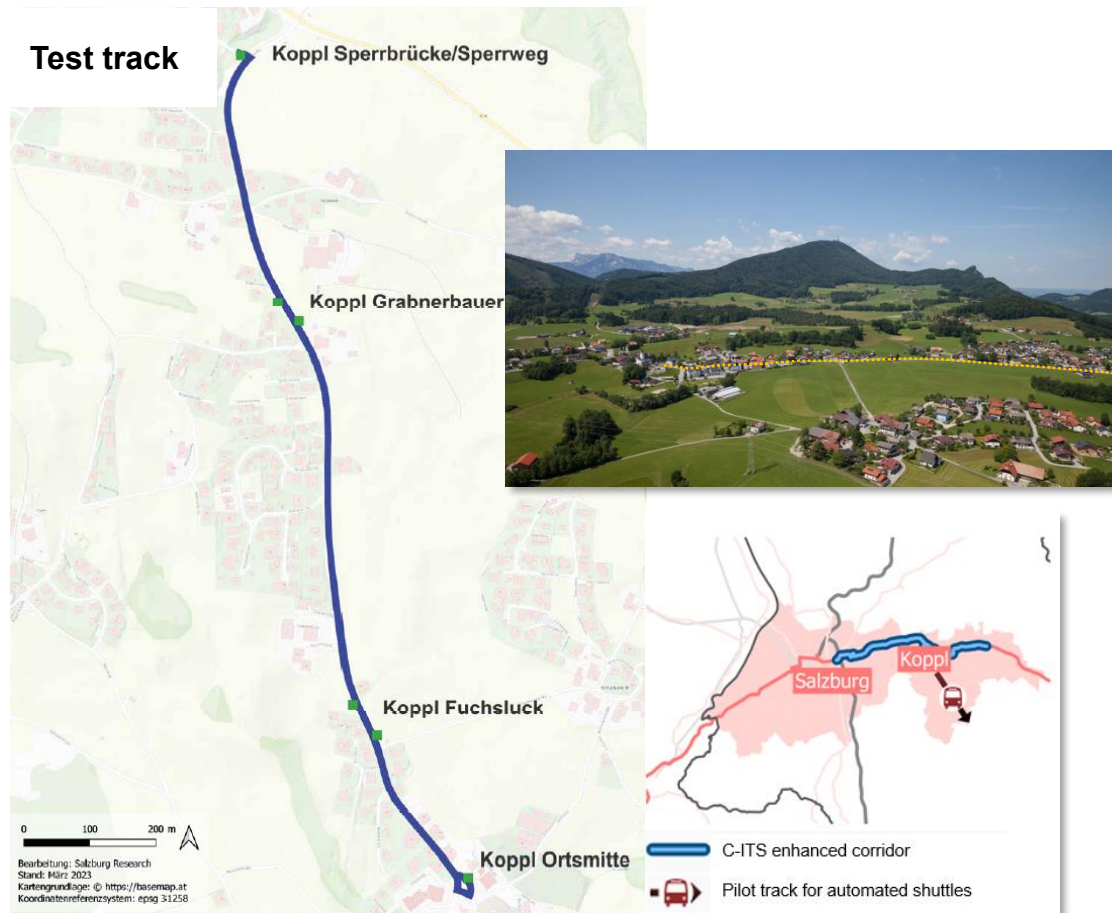 Test track
Koppl Sperrbrücke/Sperrweg
Koppl Grabnerbauer
Koppl Fuchsluck
Koppl Ortsmitte
0 100 200 m
Bearbeitung: Salzburg Research
Stand: März 2023
Kartengrundlage: © https://basemap.at
Koordinatenreferenzsystem: epsg 31258
Koppl
Salzburg
C-ITS enhanced corridor
Pilot track for automated shuttles